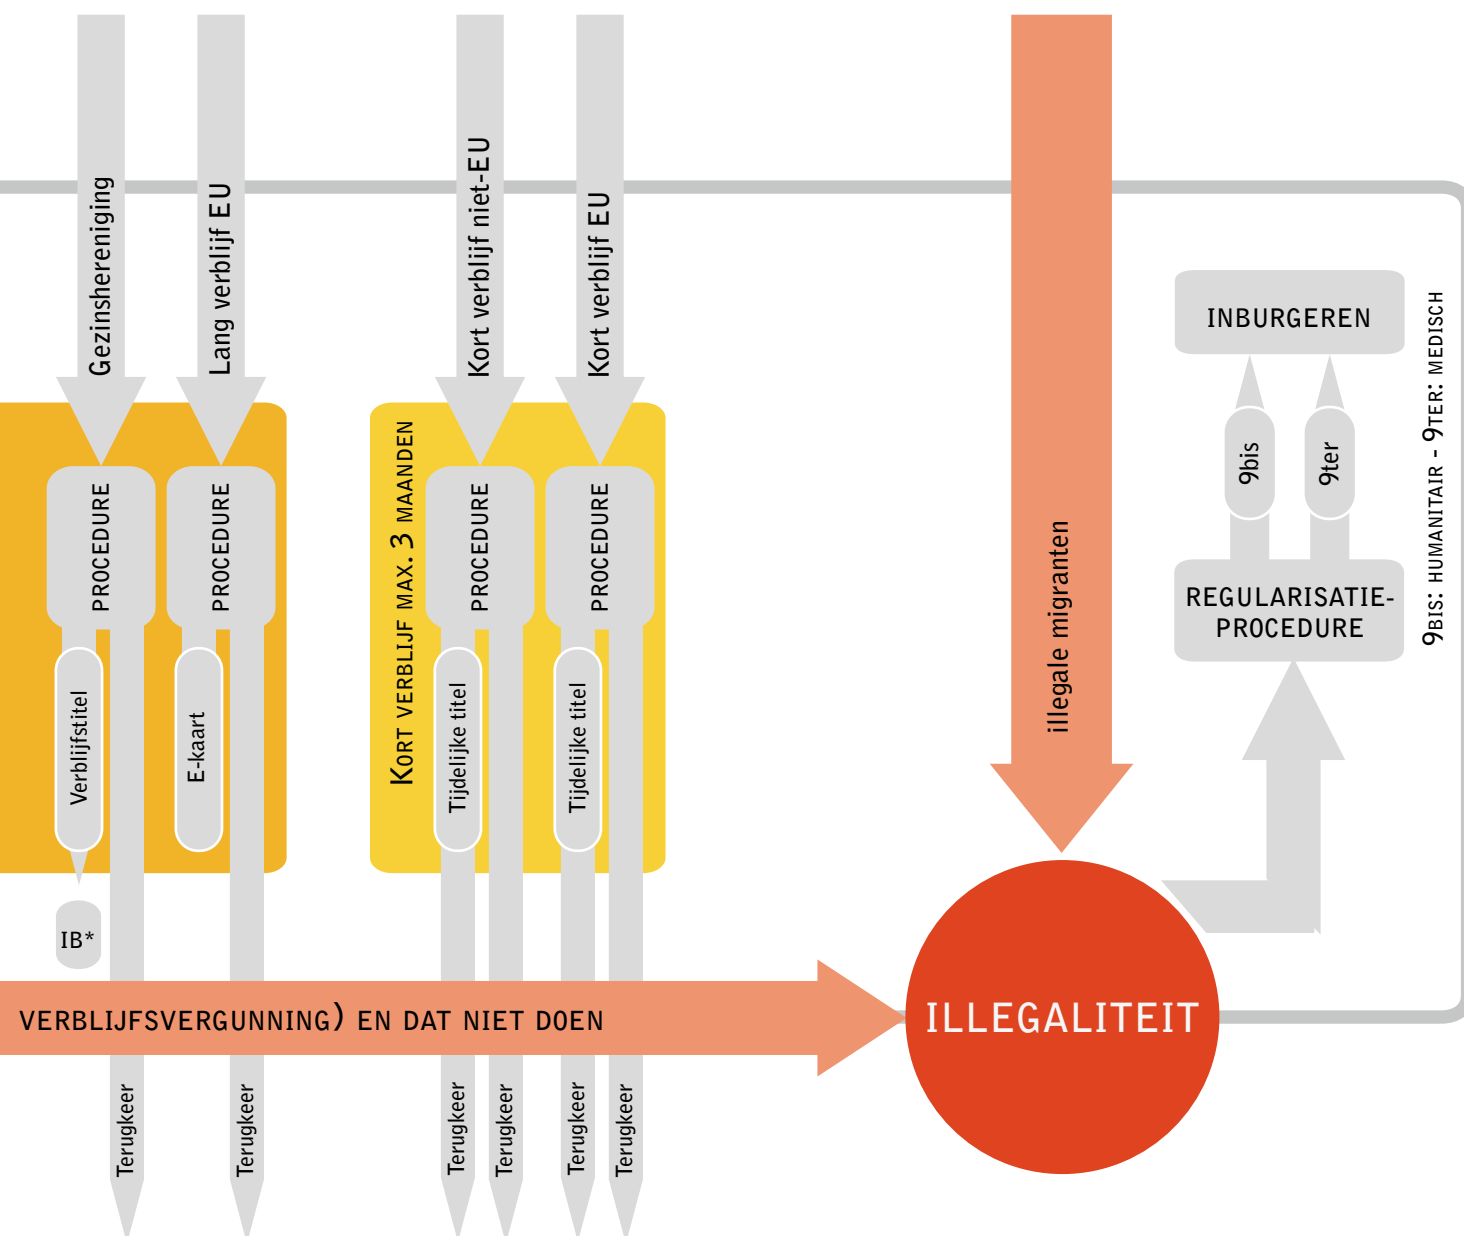 Gezinshereniging
Lang verblijf EU
Kort verblijf niet-EU
Kort verblijf EU
illegale migranten
INBURGEREN
9bis
9ter
REGULARISATIE-
PROCEDURE
9BIS: HUMANITAIR - 9TER: MEDISCH
PROCEDURE
PROCEDURE
KORT VERBLIJF MAX. 3 MAANDEN
PROCEDURE
PROCEDURE
Verblijfstitel
E-kaart
Tijdelijke titel
Tijdelijke titel
IB*
VERBLIJFSVERGUNNING) EN DAT NIET DOEN
ILLEGALITEIT
Terugkeer
Terugkeer
Terugkeer
Terugkeer
Terugkeer
Terugkeer